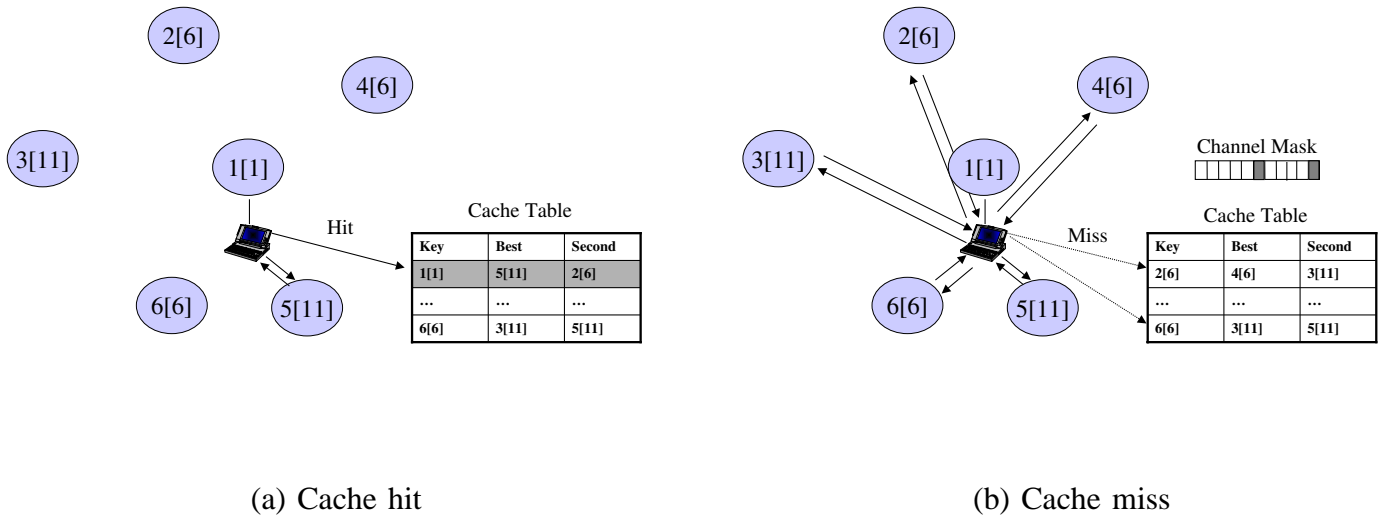 2[6]
4[6]
3[11]
1[1]
Hit
Cache Table
Key Best Second
1[1] 5[11] 2[6]
… … …
6[6] 3[11] 5[11]
6[6]
5[11]
(a) Cache hit
2[6]
4[6]
3[11]
1[1]
Channel Mask
Miss
Cache Table
Key Best Second
2[6] 4[6] 3[11]
… … …
6[6] 3[11] 5[11]
6[6]
5[11]
(b) Cache miss